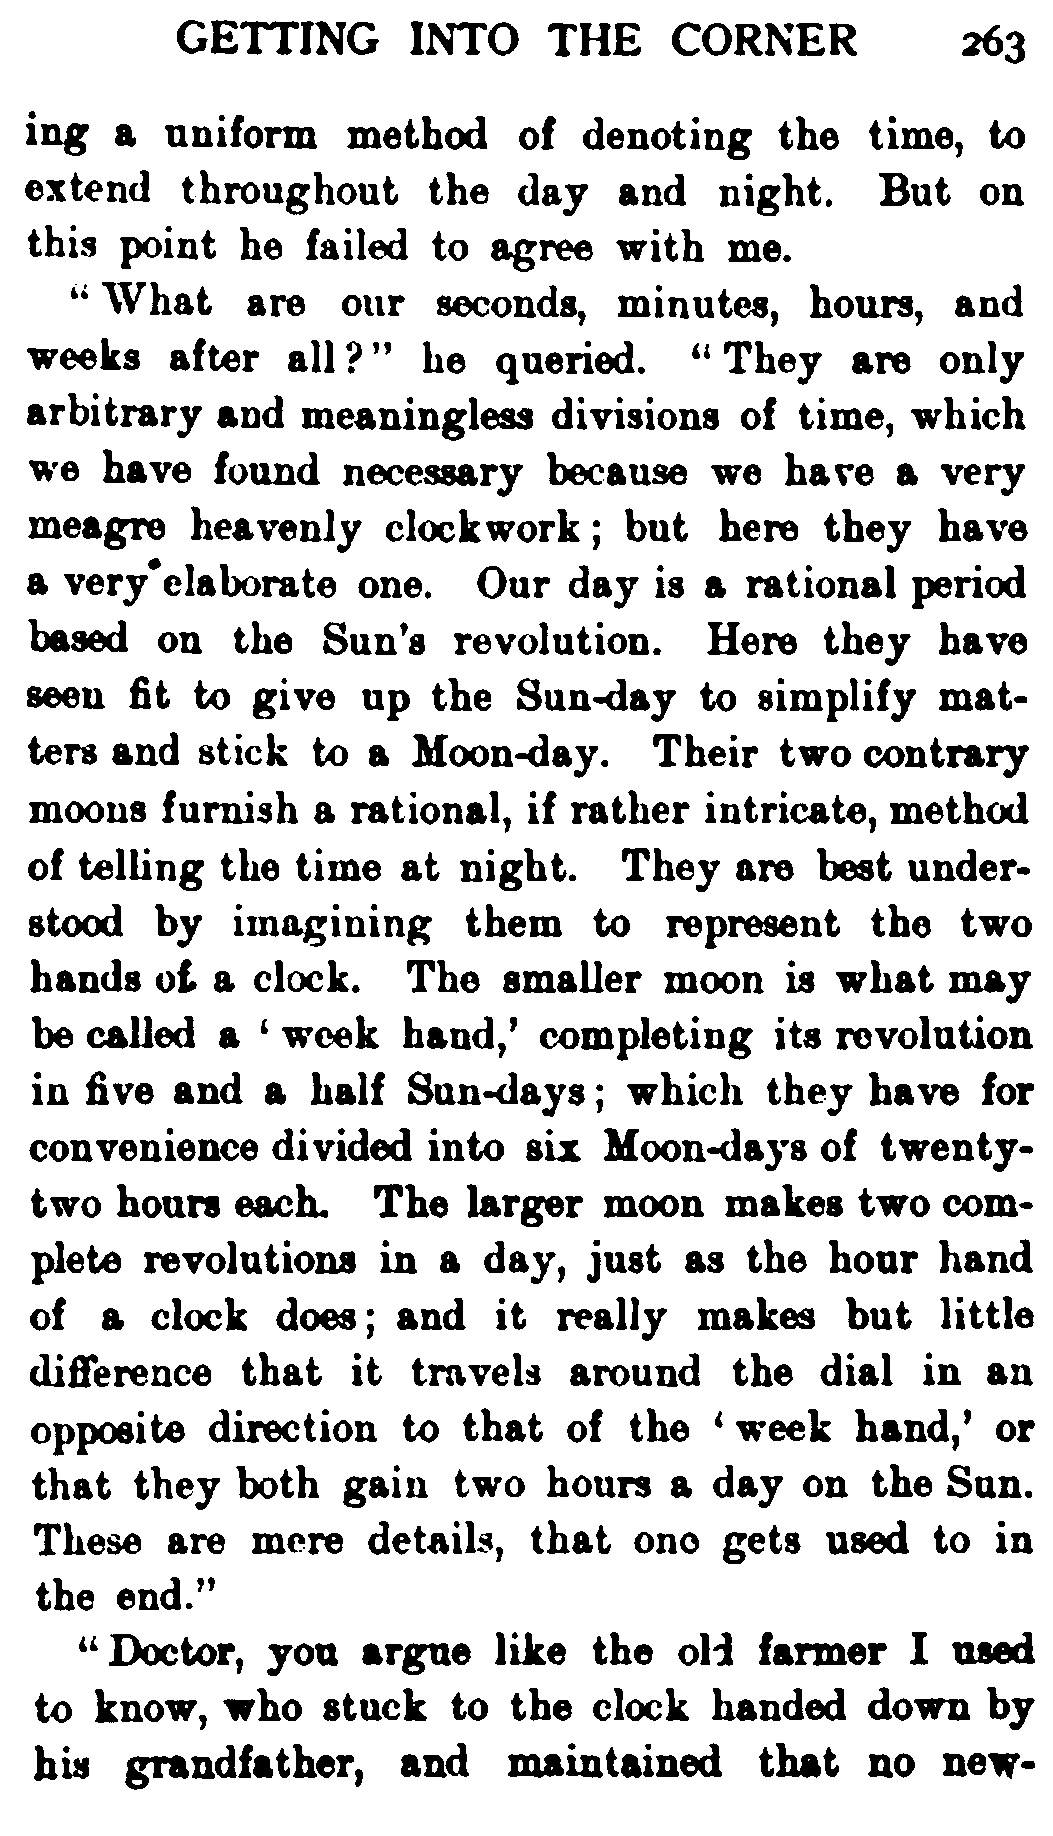 GETTING INTO THE CORNER 263
ing a uniform method of denoting the time, to
extend throughout the day and night. But on
this point he failed to agree with me.
“What are our seconds, minutes, hours, and
weeks after all?” he queried. “They are only
arbitrary and meaningless divisions of time, which
we have found necessary because we have a very
meagre heavenly clockwork; but here they have
a very elaborate one. Our day is a rational period
based on the Sun's revolution. Here they have
seen fit to give up the Sun-day to simplify mat-
ters and stick to a Moon-day. Their two contrary
moons furnish a rational, if rather intricate, method
of telling the time at night. They are best under-
stood by imagining them to represent the two
hands of a clock. The smaller moon is what may
be called a ‘week hand,’ completing its revolution
in five and a half Sun-days; which they have for
convenience divided into six Moon-days of twenty-
two hours each. The larger moon makes two com-
plete revolutions in a day, just as the hour hand
of a clock does; and it really makes but little
difference that it travels around the dial in an
opposite direction to that of the ‘week hand,’ or
that they both gain two hours a day on the Sun.
These are mere details, that one gets used to in
the end.”
“Doctor, you argue like the old farmer I used
to know, who stuck to the clock handed down by
his grandfather, and maintained that no new-